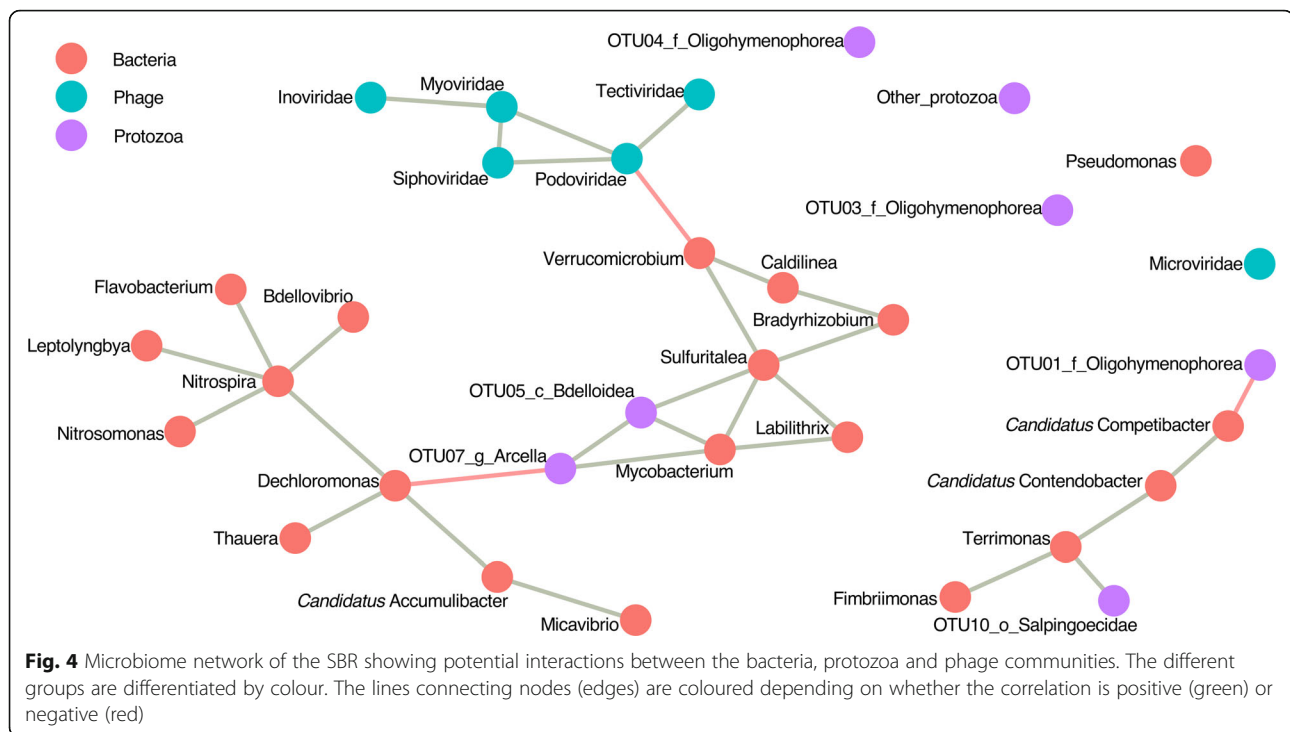 OTU04_f_Oligohymenophorea
Bacteria
Phage
Protozoa
Inoviridae
Myoviridae
Tectiviridae
Other_protozoa
Siphoviridae
Podoviridae
Pseudomonas
OTU03_f_Oligohymenophorea
Verrucomicrobium
Caldilinea
Microviridae
Flavobacterium
Bdellovibrio
Bradyrhizobium
Leptolyngbya
Nitrospira
Sulfuritalea
OTU01_f_Oligohymenophorea
OTU05_c_Bdelloidea
Nitrosomonas
Labilithrix
Candidatus Competibacter
OTU07_g_Arcella
Mycobacterium
Dechloromonas
Candidatus Contendobacter
Thauera
Terrimonas
Candidatus Accumulibacter
Fimbriimonas
Micavibrio
OTU10_o_Salpingoecidae
Fig. 4 Microbiome network of the SBR showing potential interactions between the bacteria, protozoa and phage communities. The different
groups are differentiated by colour. The lines connecting nodes (edges) are coloured depending on whether the correlation is positive (green) or
negative (red)